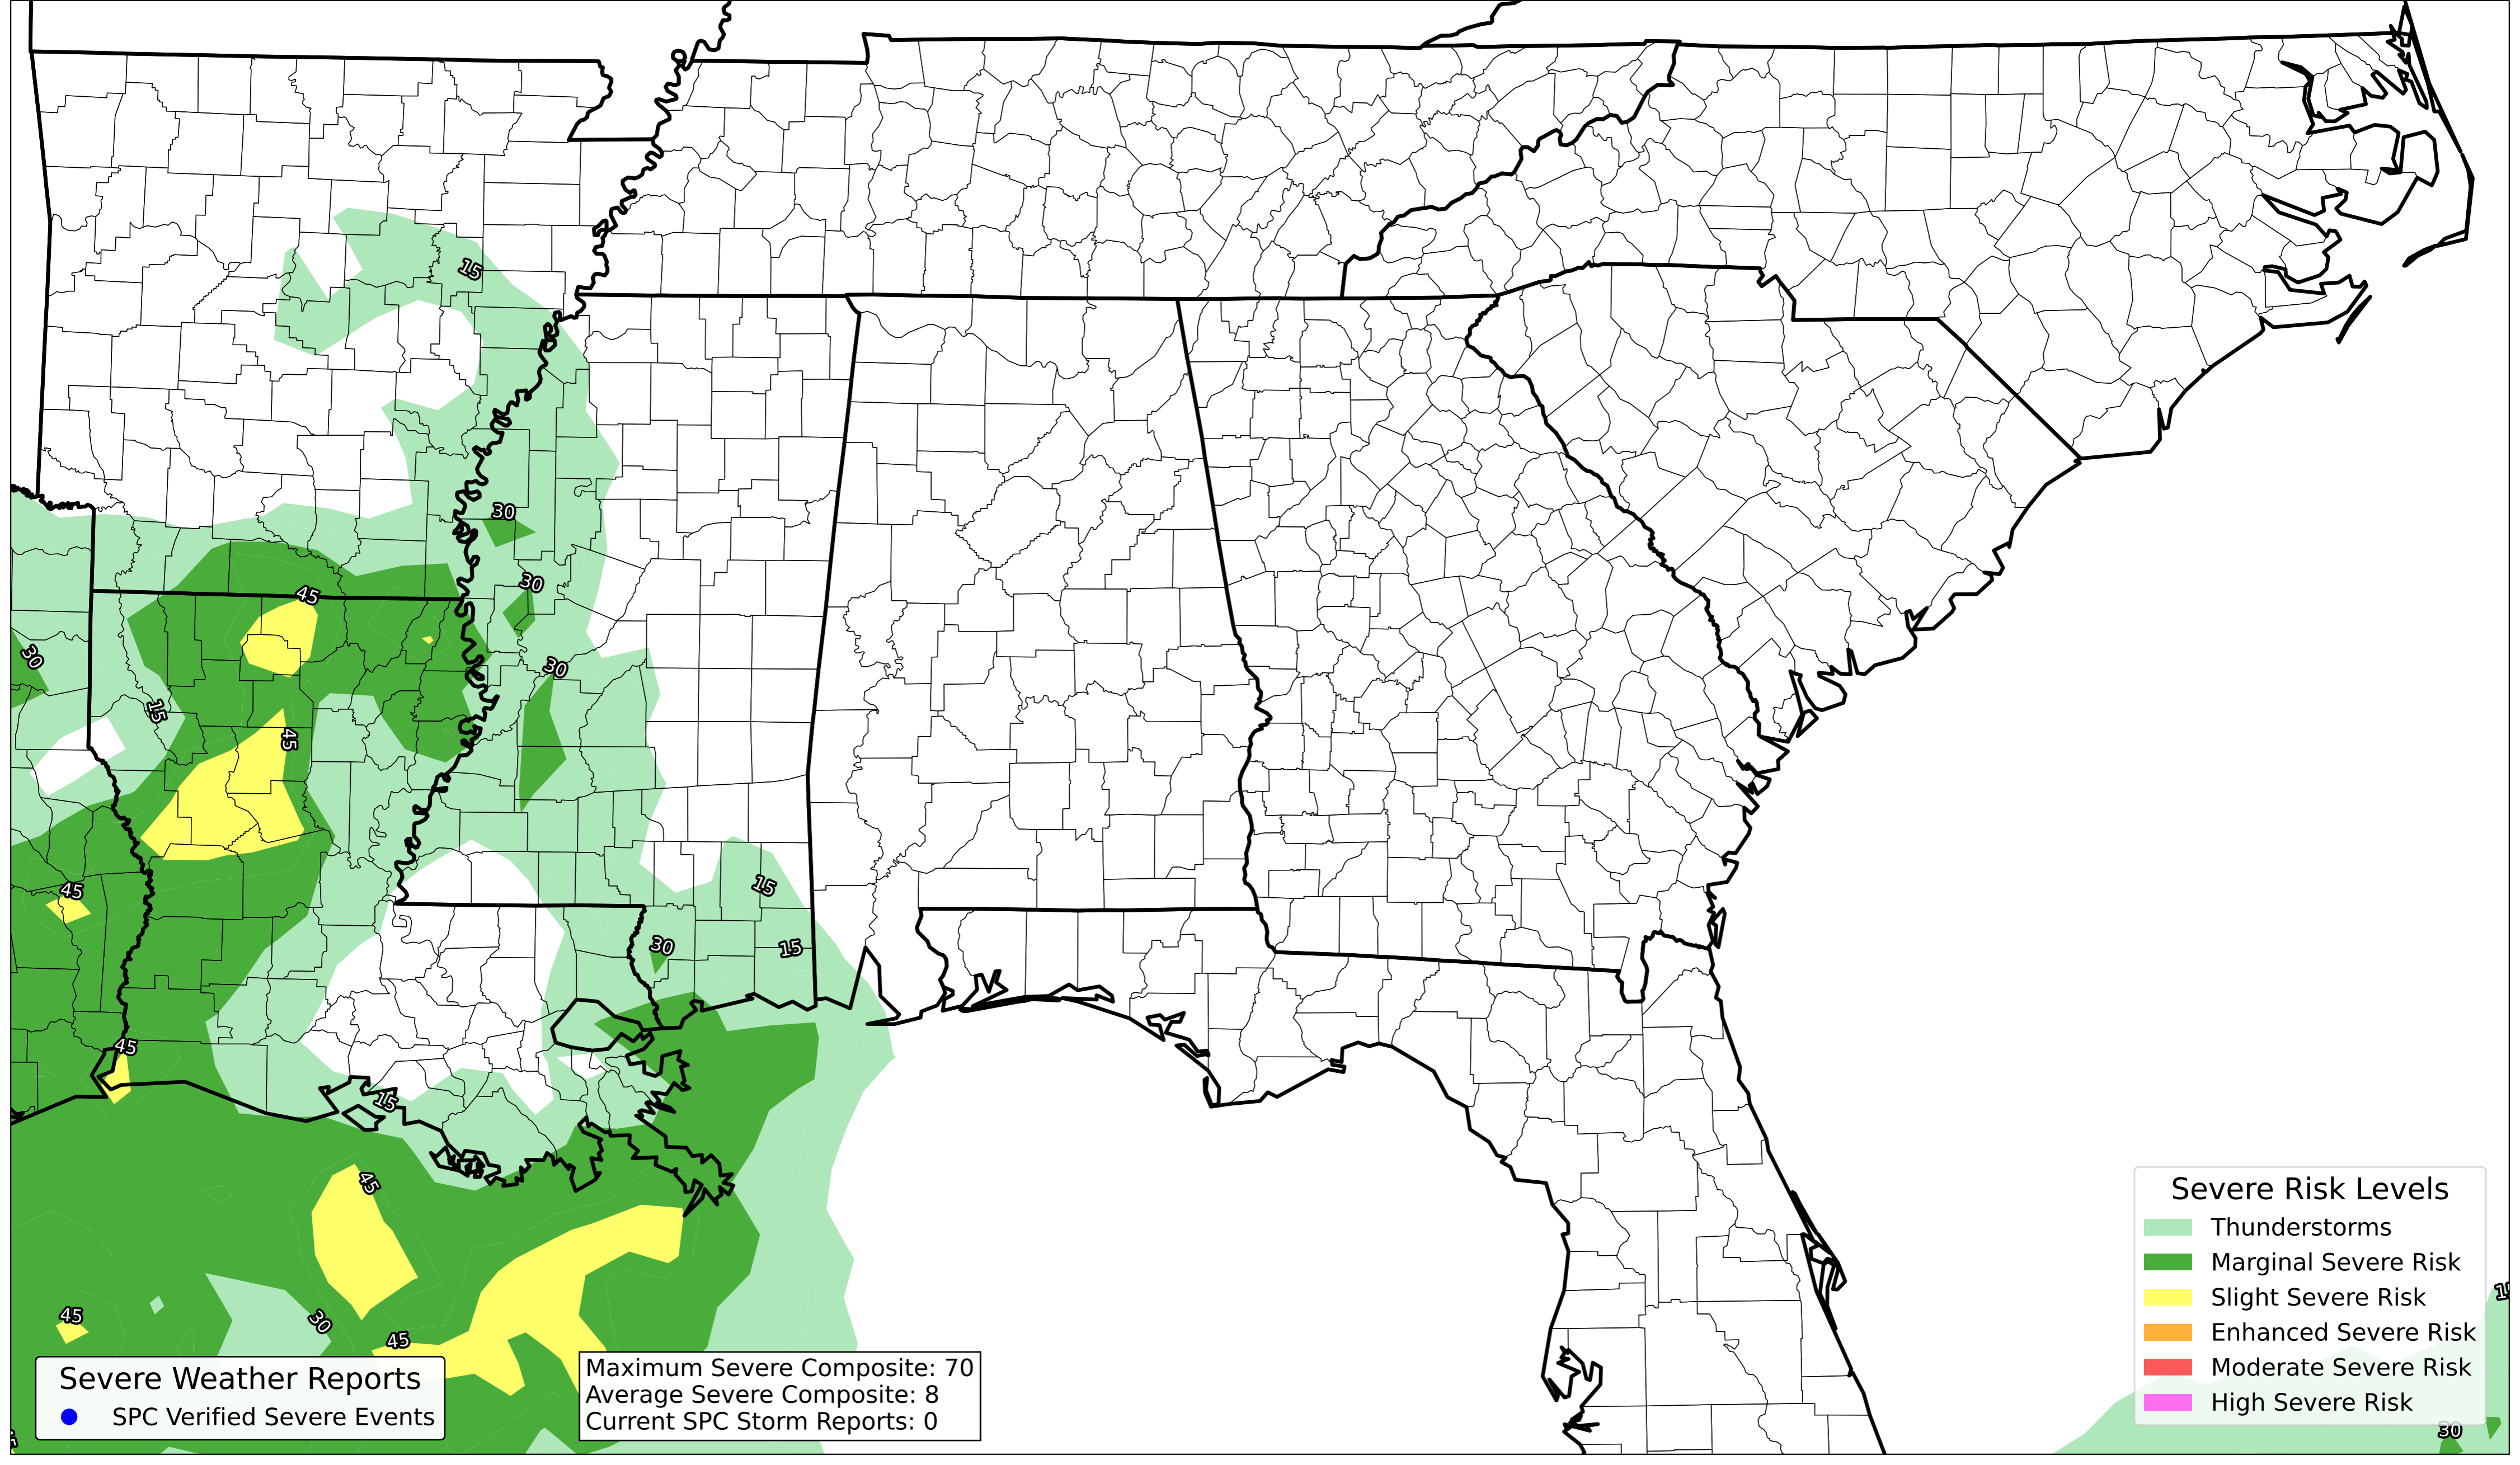 15
30
30
45
30
30
15
45
15
45
30
15
45
15
45
45
30
45
15
30
Severe Weather Reports
SPC Verified Severe Events
Maximum Severe Composite: 70
Average Severe Composite: 8
Current SPC Storm Reports: 0
Severe Risk Levels
Thunderstorms
Marginal Severe Risk
Slight Severe Risk
Enhanced Severe Risk
Moderate Severe Risk
High Severe Risk